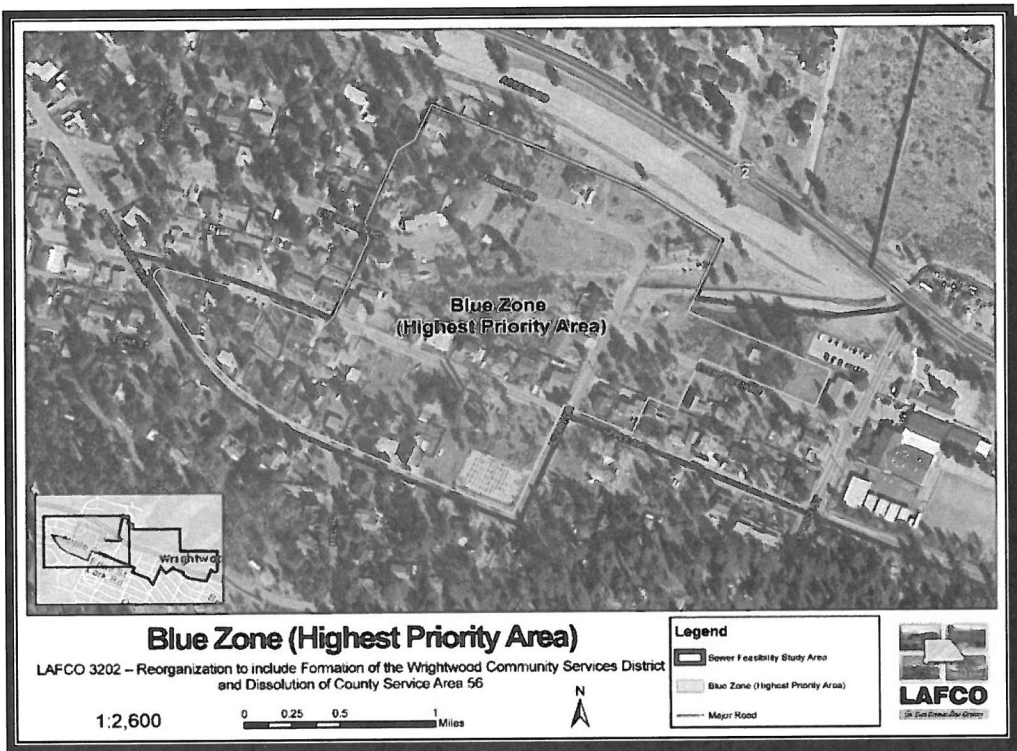 2
Blue Zone
(Highest Priority Area)
Wrightwo
Blue Zone (Highest Priority Area)
LAFCO 3202 – Reorganization to include Formation of the Wrightwood Community Services District
and Dissolution of County Service Area 56
1:2,600
0 0.25 0.5 1
Miles
N
Legend
Sewer Feasibility Study Area
Blue Zone (Highest Priority Area)
Major Road
LAFCO